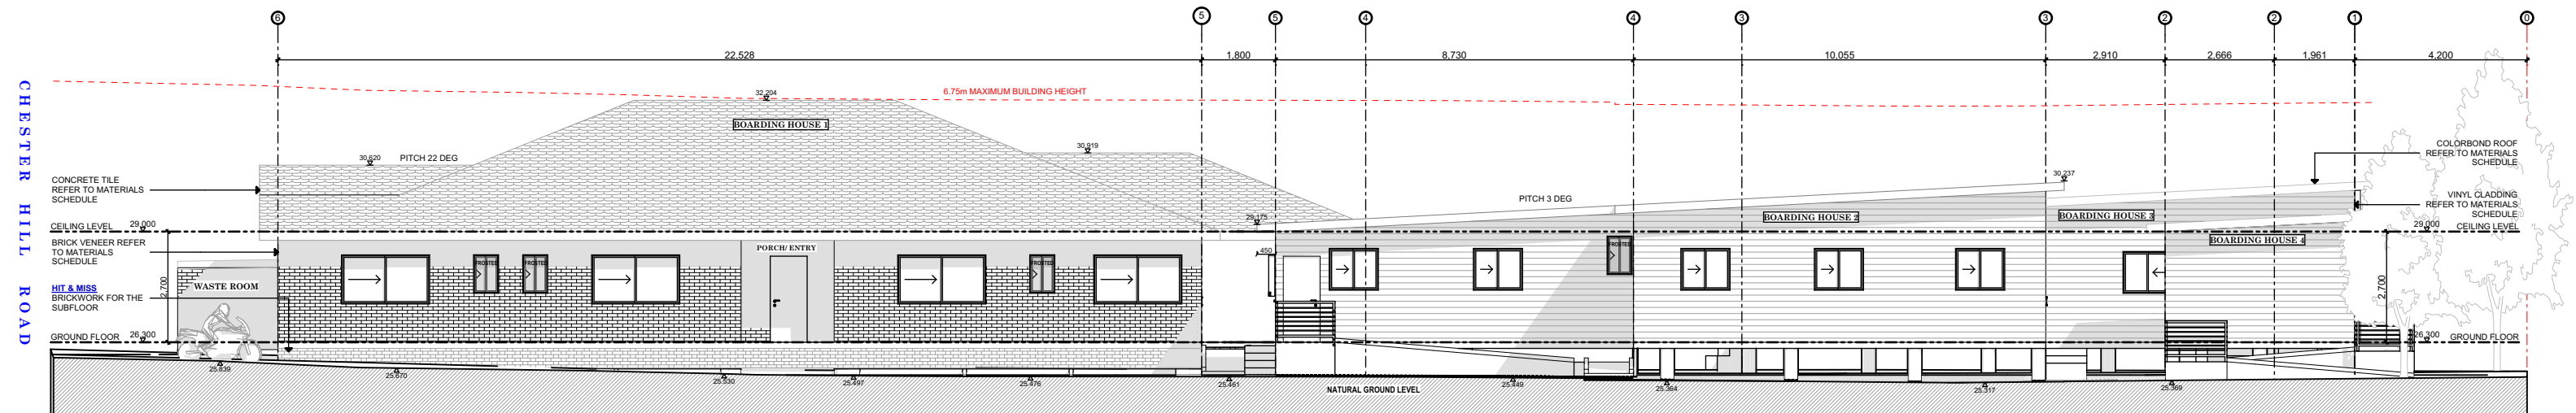 6
5
5
4
4
3
3
2
2
1
0
22,528
1,800
8,730
10,055
2,910
2,666
1,961
4,200
CHESTER HILL ROAD
6.75m MAXIMUM BUILDING HEIGHT
32.204
BOARDING HOUSE 1
30.620
PITCH 22 DEG
30.919
CONCRETE TILE
REFER TO MATERIALS
SCHEDULE
CEILING LEVEL 29,000
BRICK VENEER REFER
TO MATERIALS
SCHEDULE
HIT & MISS
BRICKWORK FOR THE
SUBFLOOR
GROUND FLOOR 26,300
2,700
WASTE ROOM
FROSTED
FROSTED
PORCH/ ENTRY
FROSTED
29.175
450
PITCH 3 DEG
30.237
FROSTED
BOARDING HOUSE 2
BOARDING HOUSE 3
BOARDING HOUSE 4
COLORBOND ROOF
REFER TO MATERIALS
SCHEDULE
VINYL CLADDING
REFER TO MATERIALS
SCHEDULE
29,000
CEILING LEVEL
2,700
26,300
GROUND FLOOR
25.839
25.670
25.530
25.497
25.476
25.461
NATURAL GROUND LEVEL
25.449
25.364
25.317
25.369